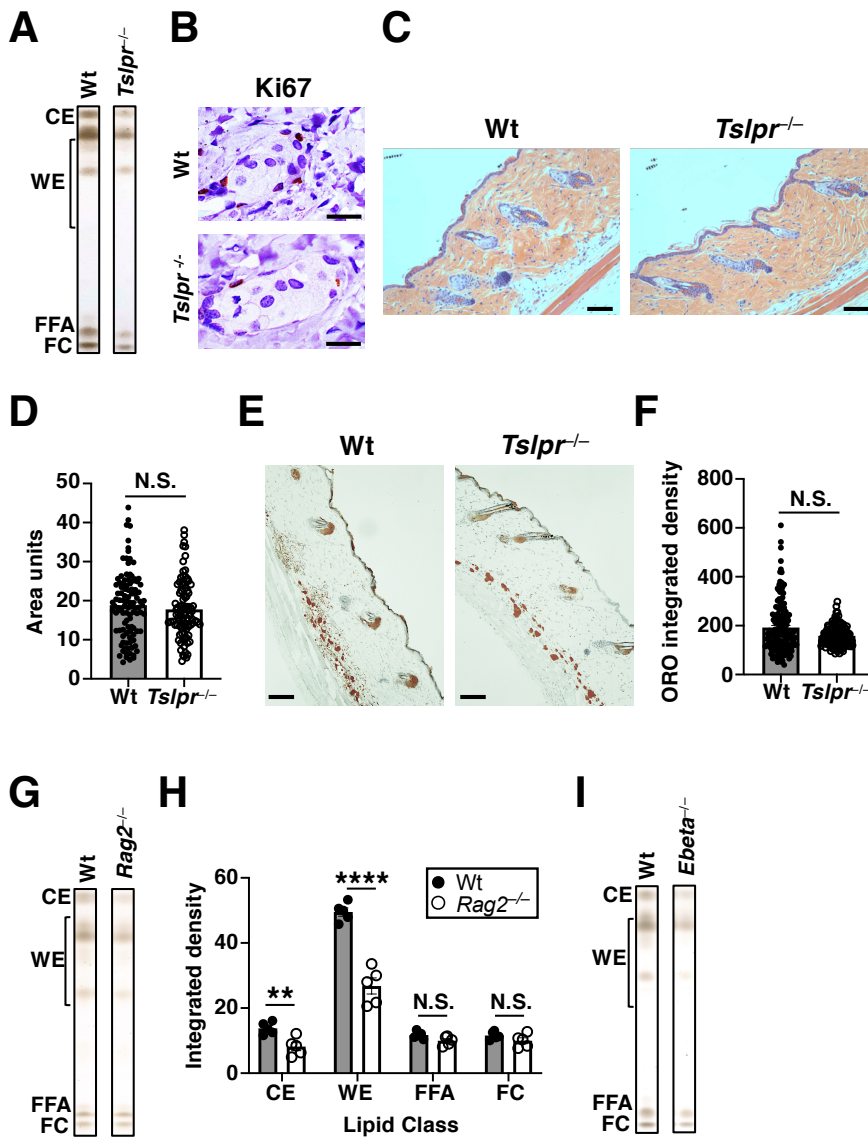 A
Wt
Tslpr–/–
CE
WE
FFA
FC
B
Ki67
Wt
Tslpr -/-
C
Wt
Tslpr–/–
D
N.S.
Area units
50
40
30
20
10
0
Wt Tslpr–/–
E
Wt
Tslpr–/–
F
N.S.
ORO integrated density
800
600
400
200
0
Wt Tslpr–/–
G
Wt
Rag2–/–
CE
WE
FFA
FC
H
Wt
Rag2–/–
Integrated density
60
40
20
0
**
****
N.S.
N.S.
CE WE FFA FC
Lipid Class
I
Wt
Ebeta–/–
CE
WE
FFA
FC